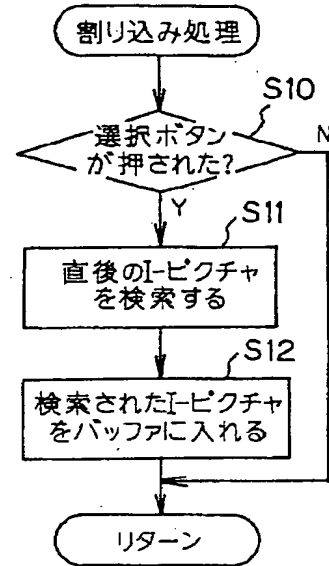 割り込み処理
S10
選択ボタン
が押された?
N
Y
S11
直後のI-ピクチャ
を検索する
S12
検索されたI-ピクチャ
をバッファに入れる
リターン